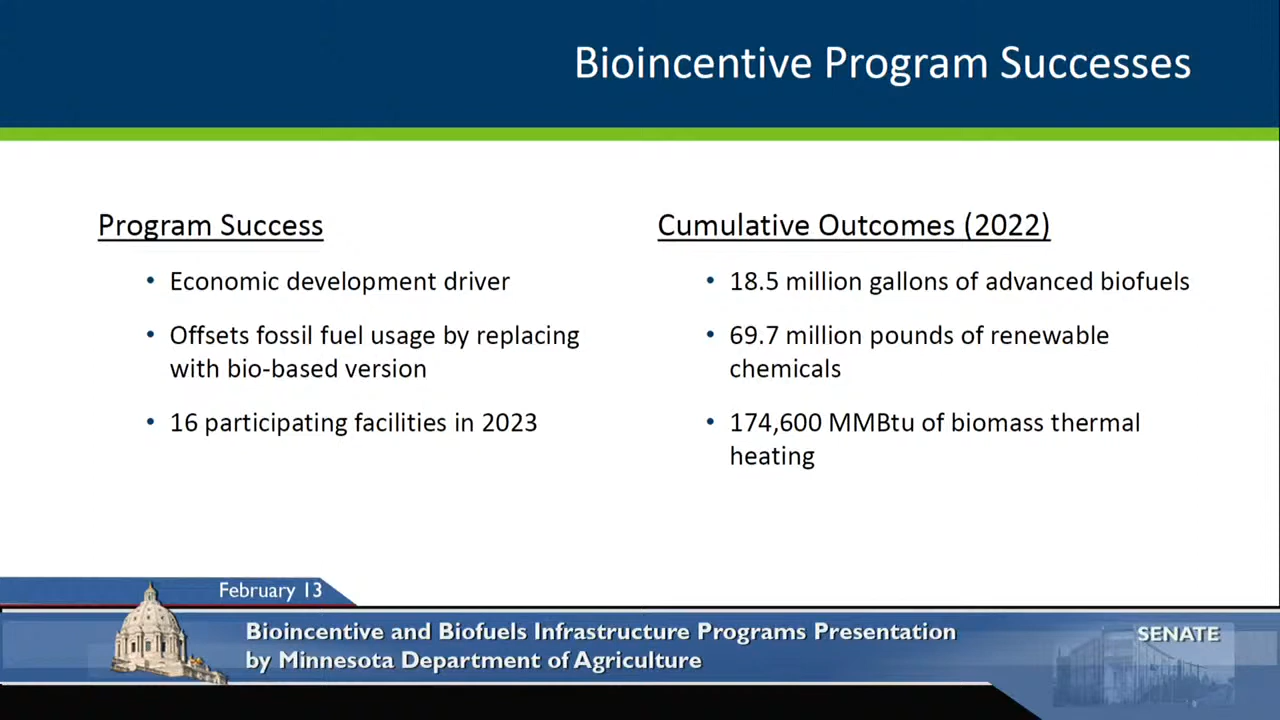 Bioincentive Program Successes
Program Success
• Economic development driver
• Offsets fossil fuel usage by replacing
with bio-based version
• 16 participating facilities in 2023
Cumulative Outcomes (2022)
• 18.5 million gallons of advanced biofuels
• 69.7 million pounds of renewable
chemicals
• 174,600 MMBtu of biomass thermal
heating
February 13
Bioincentive and Biofuels Infrastructure Programs Presentation
by Minnesota Department of Agriculture
SENATE